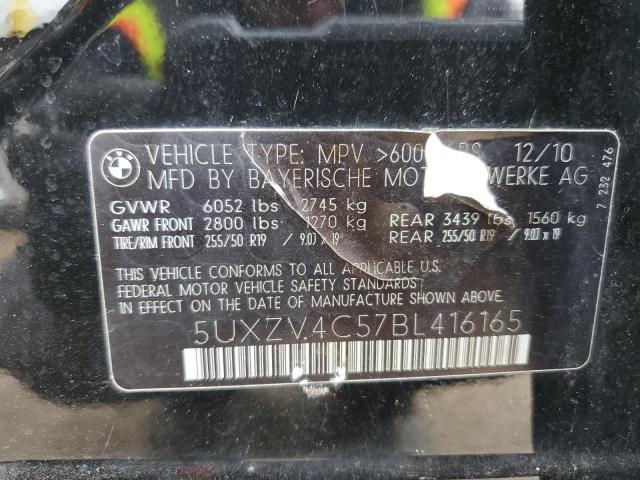 VEHICLE TYPE: MPV >600 12/10
MFD BY BAYERISCHE WERKE AG
GVWR 6052 lbs 2745 kg
GAWR FRONT 2800 lbs 1270 kg REAR 3439 lbs 1560 kg
TIRE/RIM FRONT 255/50 R19 / 9.0J x 19 REAR 255/50 R19 / 9.0J x 19
THIS VEHICLE CONFORMS TO ALL APPLICABLE U.S.
FEDERAL MOTOR VEHICLE SAFETY STANDARDS
IN EFFECT ON THE DATE OF MANUFACTURE SHOWN ABOVE.
5UXZV4C57BL416165
7 232 476